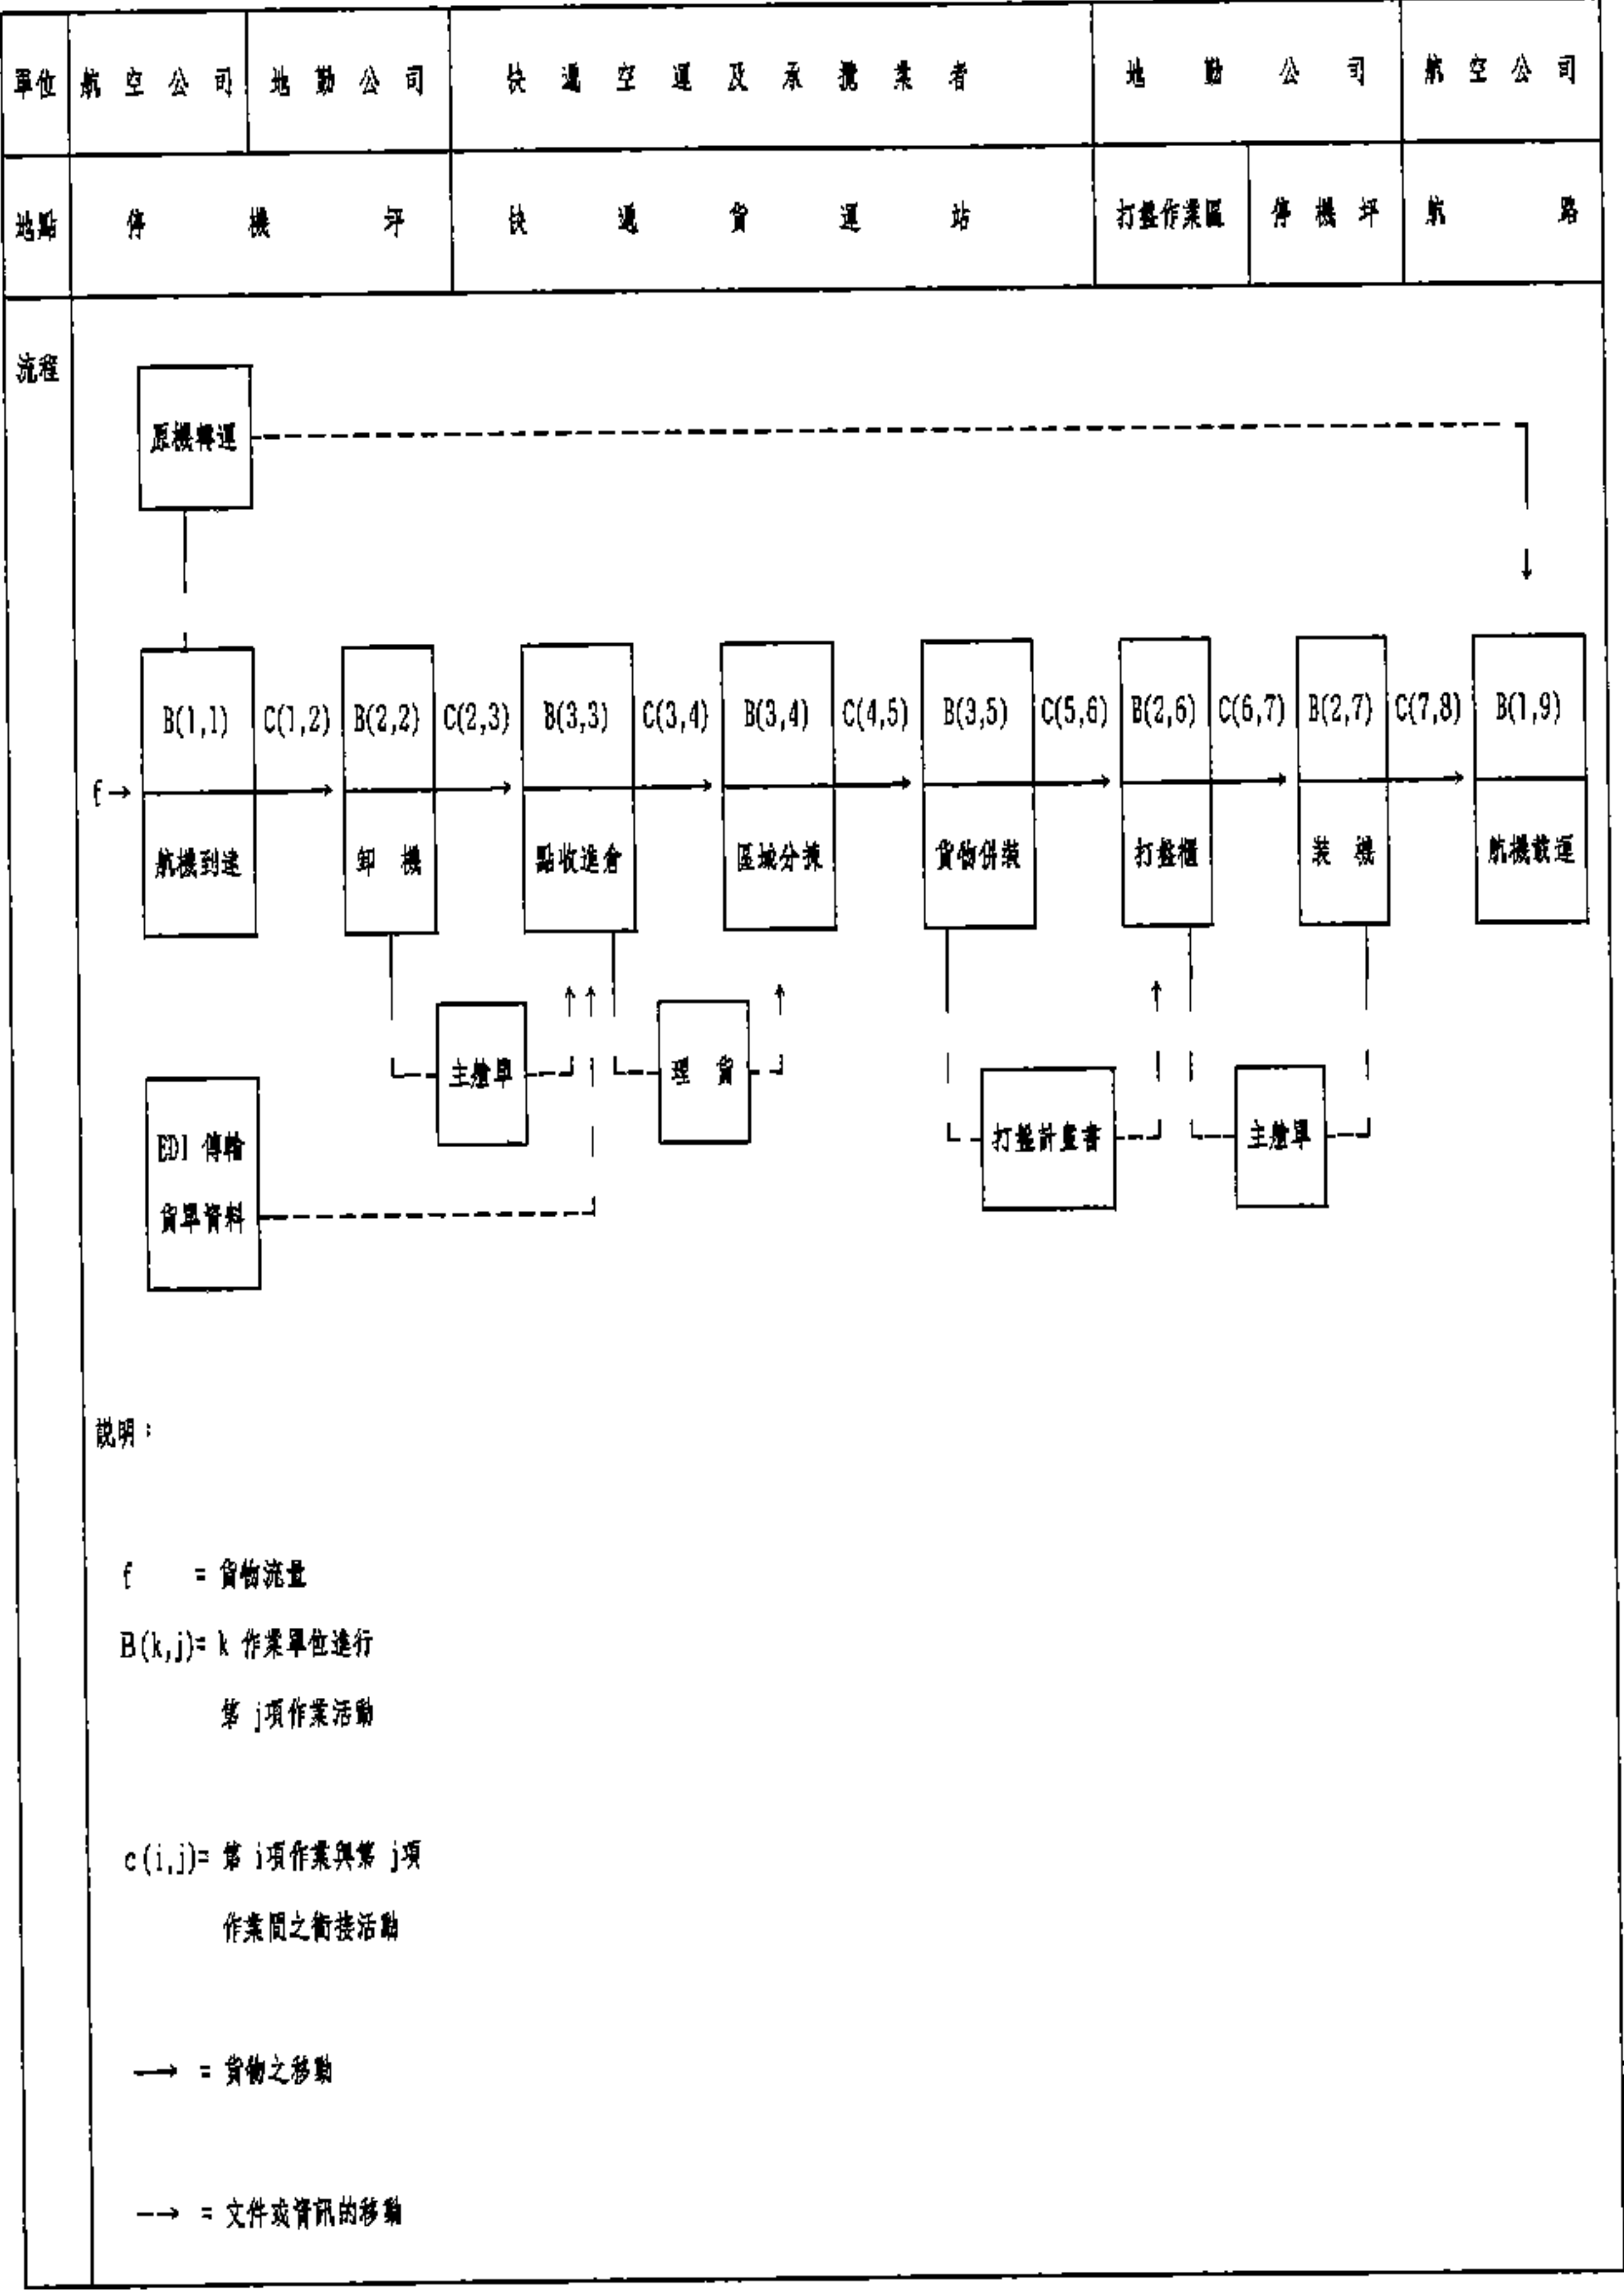 單位 航空公司 地勤公司 快遞空運及承攬業者 地勤公司 航空公司
地點 停機坪 快遞貨運站 打盤作業區 停機坪 航路
流程
原機轉運
B(1,1) C(1,2) B(2,2) C(2,3) B(3,3) C(3,4) B(3,4) C(4,5) B(3,5) C(5,6) B(2,6) C(6,7) B(2,7) C(7,8) B(1,9)
f→
航機到達 卸機 點收進倉 區域分揀 貨物併裝 打盤櫃 裝機 航機載運
主艙單 理貨
打盤計畫書 主艙單
EDI 傳輸
貨單資料
說明：
f = 貨物流量
B(k,j)= k 作業單位進行
第 j項作業活動
c(i,j)= 第 i項作業與第 j項
作業間之銜接活動
—→ = 貨物之移動
--→ = 文件或資訊的移動